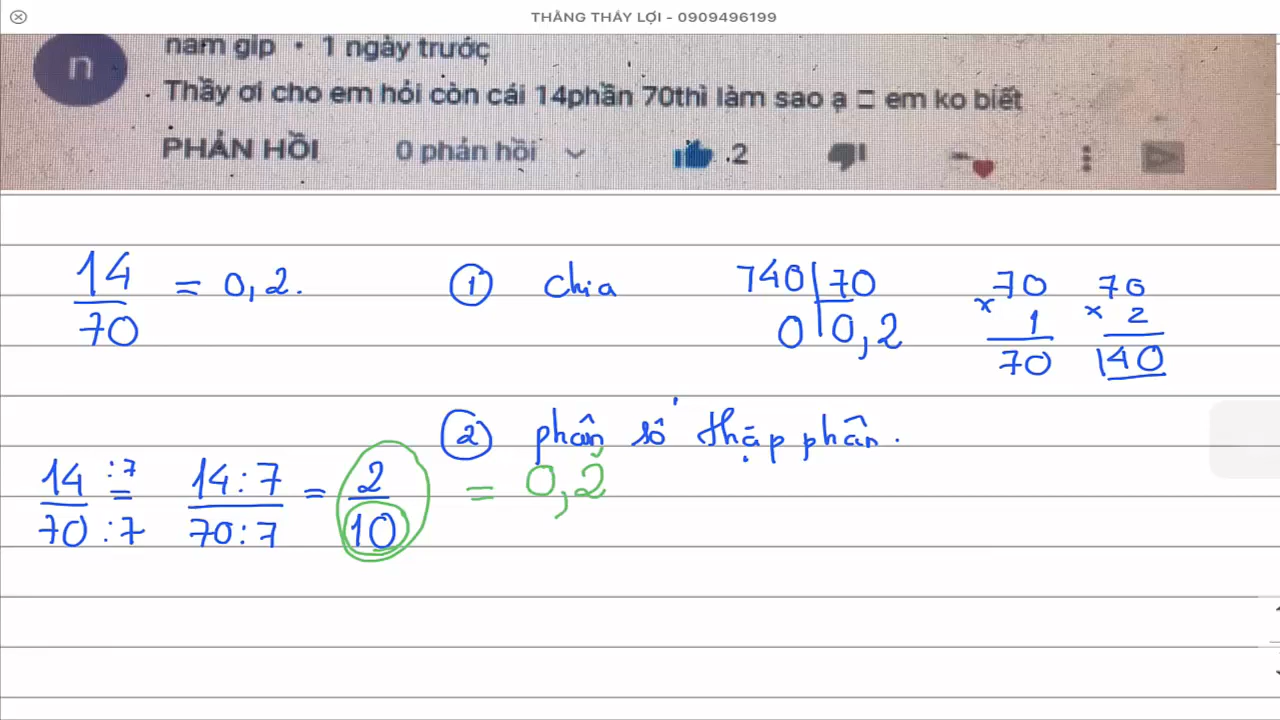 THẮNG THẦY LỢI - 0909496199
n
nam gip • 1 ngày trước
Thầy ơi cho em hỏi còn cái 14phần 70thì làm sao ạ em ko biết
PHẢN HỒI 0 phản hồi 2
14/70 = 0,2.
① chia
140 | 70
0 | 0,2
70 x 1 = 70
70 x 2 = 140
② phân số thập phân.
14 : 7 / 70 : 7 = 14 : 7 / 70 : 7 = 2/10 = 0,2